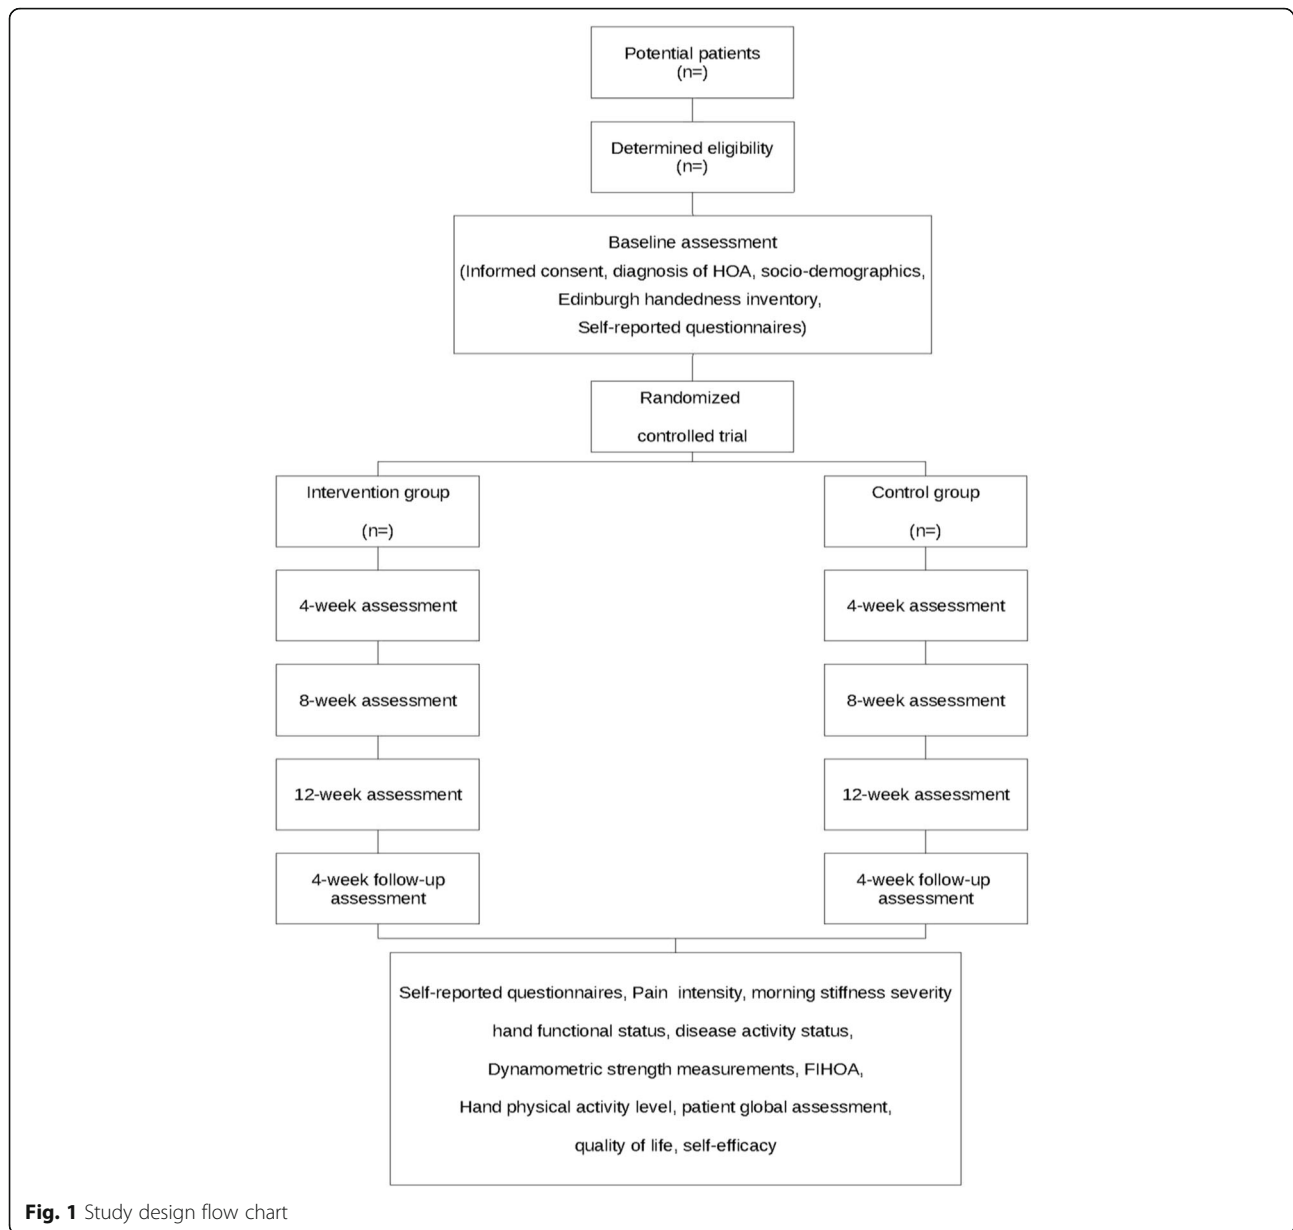 Potential patients
(n=)
Determined eligibility
(n=)
Baseline assessment
(Informed consent, diagnosis of HOA, socio-demographics,
Edinburgh handedness inventory,
Self-reported questionnaires)
Randomized
controlled trial
Intervention group
(n=)
4-week assessment
8-week assessment
12-week assessment
4-week follow-up
assessment
Control group
(n=)
4-week assessment
8-week assessment
12-week assessment
4-week follow-up
assessment
Self-reported questionnaires, Pain intensity, morning stiffness severity
hand functional status, disease activity status,
Dynamometric strength measurements, FIHOA,
Hand physical activity level, patient global assessment,
quality of life, self-efficacy
Fig. 1 Study design flow chart